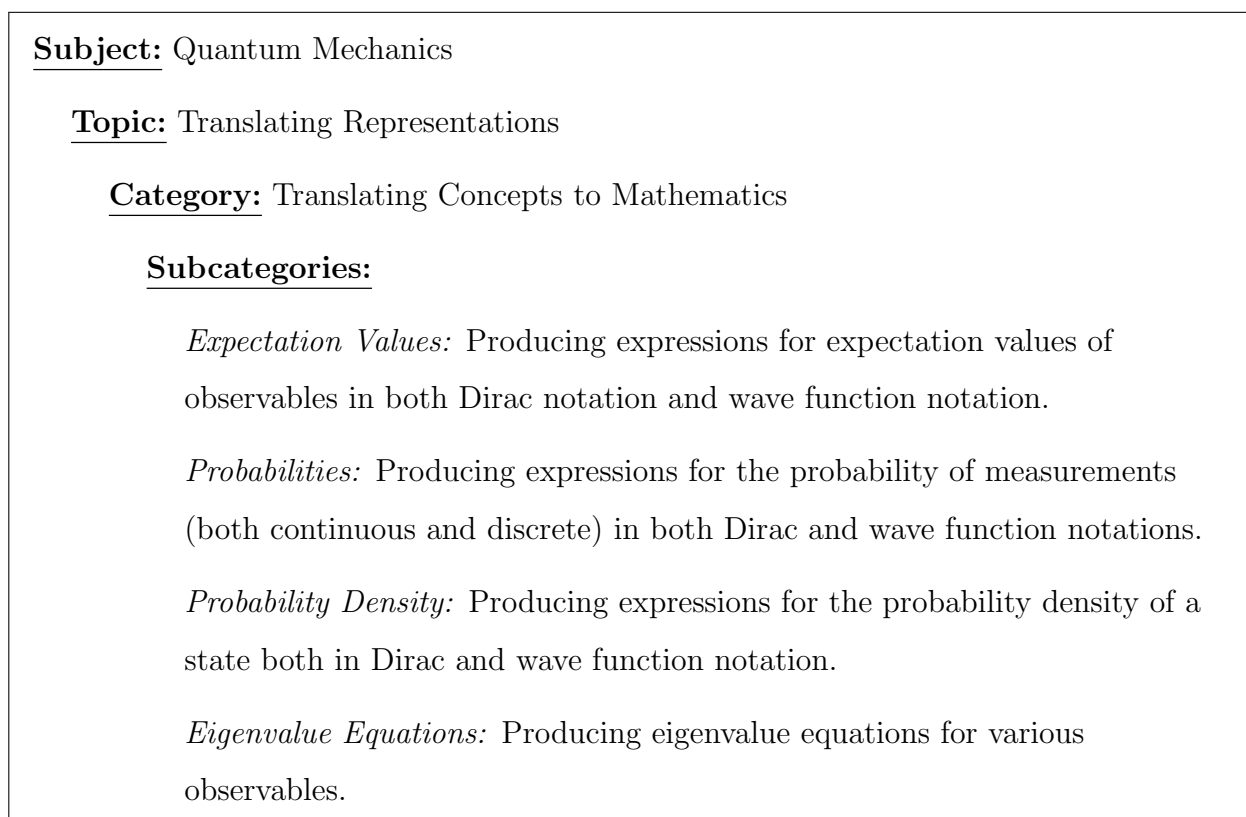 Subject: Quantum Mechanics
Topic: Translating Representations
Category: Translating Concepts to Mathematics
Subcategories:
Expectation Values: Producing expressions for expectation values of
observables in both Dirac notation and wave function notation.
Probabilities: Producing expressions for the probability of measurements
(both continuous and discrete) in both Dirac and wave function notations.
Probability Density: Producing expressions for the probability density of a
state both in Dirac and wave function notation.
Eigenvalue Equations: Producing eigenvalue equations for various
observables.